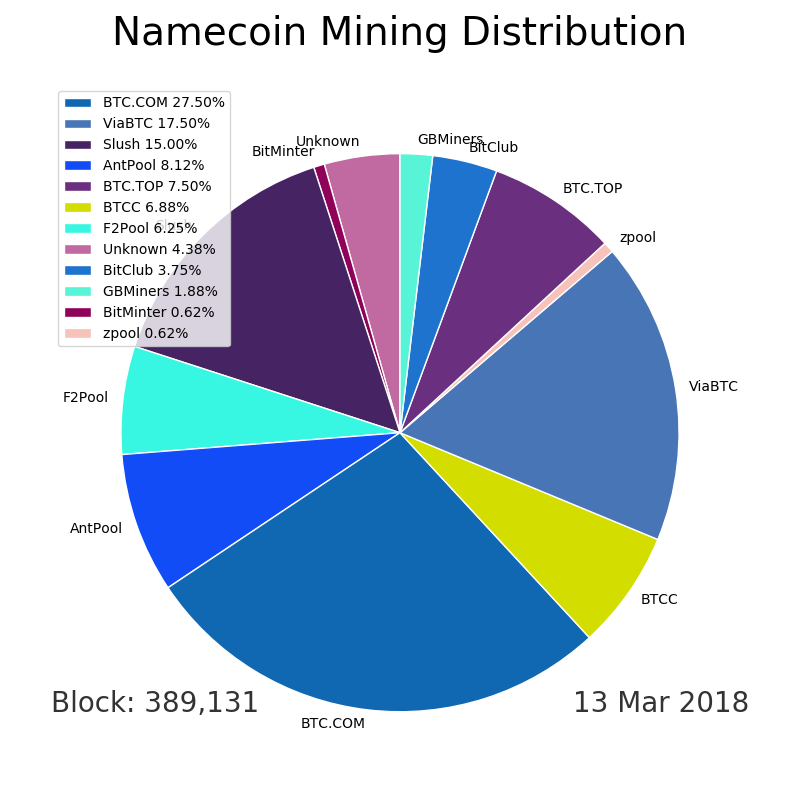 Namecoin Mining Distribution
BTC.COM 27.50%
ViaBTC 17.50%
Slush 15.00%
AntPool 8.12%
BTC.TOP 7.50%
BTCC 6.88%
F2Pool 6.25%
Unknown 4.38%
BitClub 3.75%
GBMiners 1.88%
BitMinter 0.62%
zpool 0.62%
GBMiners
BitClub
BTC.TOP
zpool
ViaBTC
BTCC
BTC.COM
AntPool
F2Pool
Slush
BitMinter
Unknown
Block: 389,131
13 Mar 2018